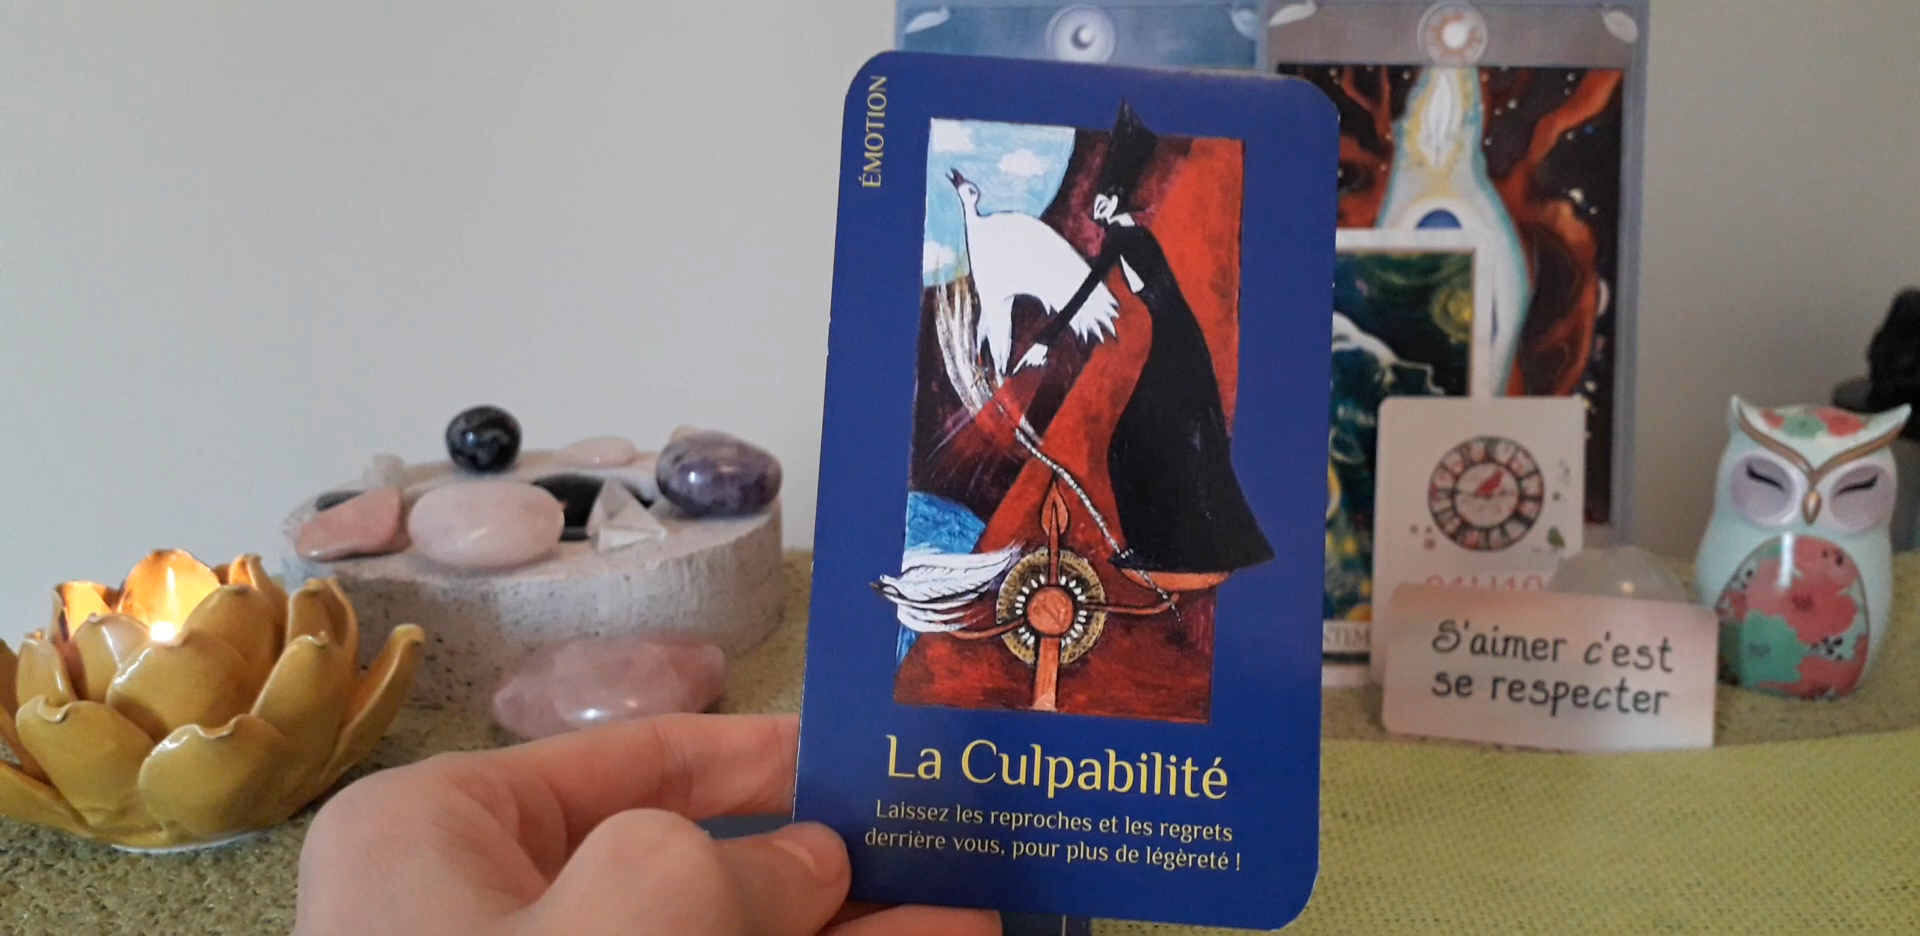 ÉMOTION
La Culpabilité
Laissez les reproches et les regrets
derrière vous, pour plus de légèreté !
S'aimer c'est
se respecter